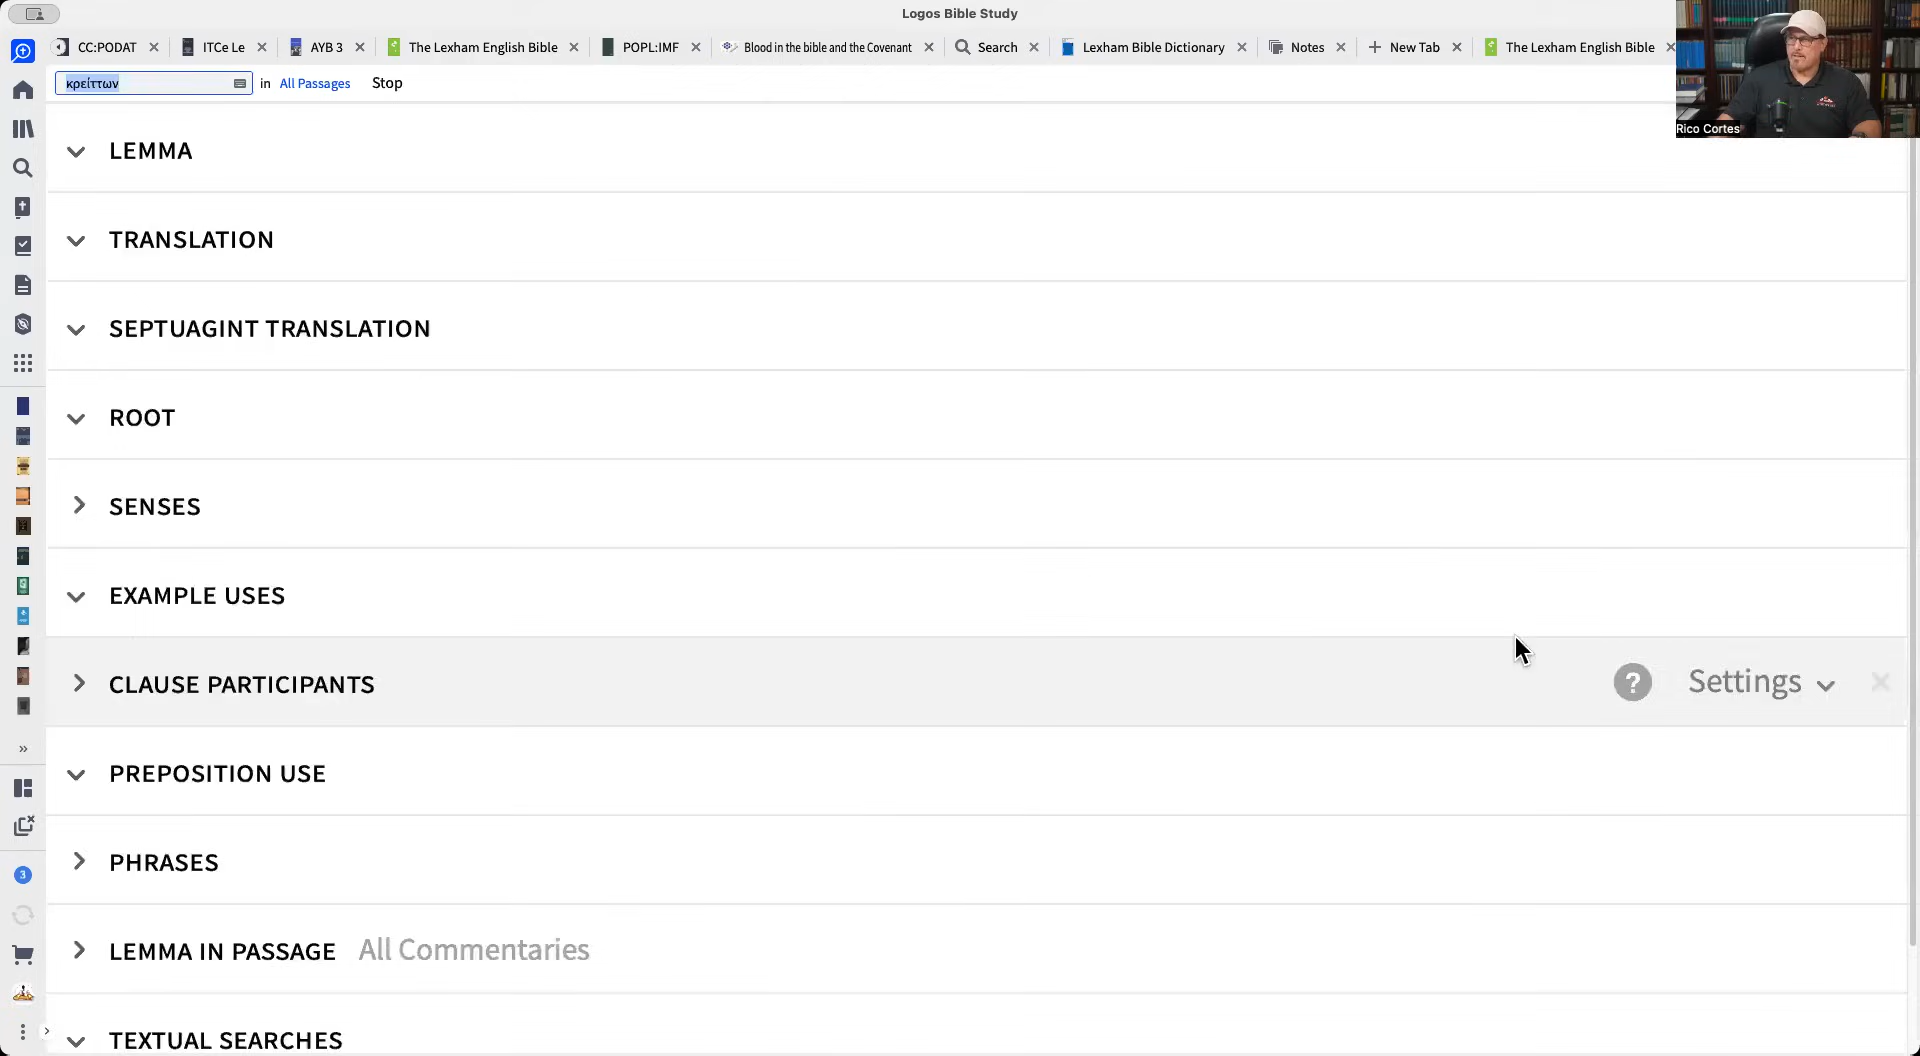 Logos Bible Study
CC:PODAT
ITCe Le
AYB 3
The Lexham English Bible
POPL:IMF
Blood in the bible and the Covenant
Search
Lexham Bible Dictionary
Notes
New Tab
The Lexham English Bible
κρείττων
in
All Passages
Stop
Rico Cortes
LEMMA
TRANSLATION
SEPTUAGINT TRANSLATION
ROOT
SENSES
EXAMPLE USES
CLAUSE PARTICIPANTS
? Settings
PREPOSITION USE
PHRASES
LEMMA IN PASSAGE All Commentaries
3
TEXTUAL SEARCHES